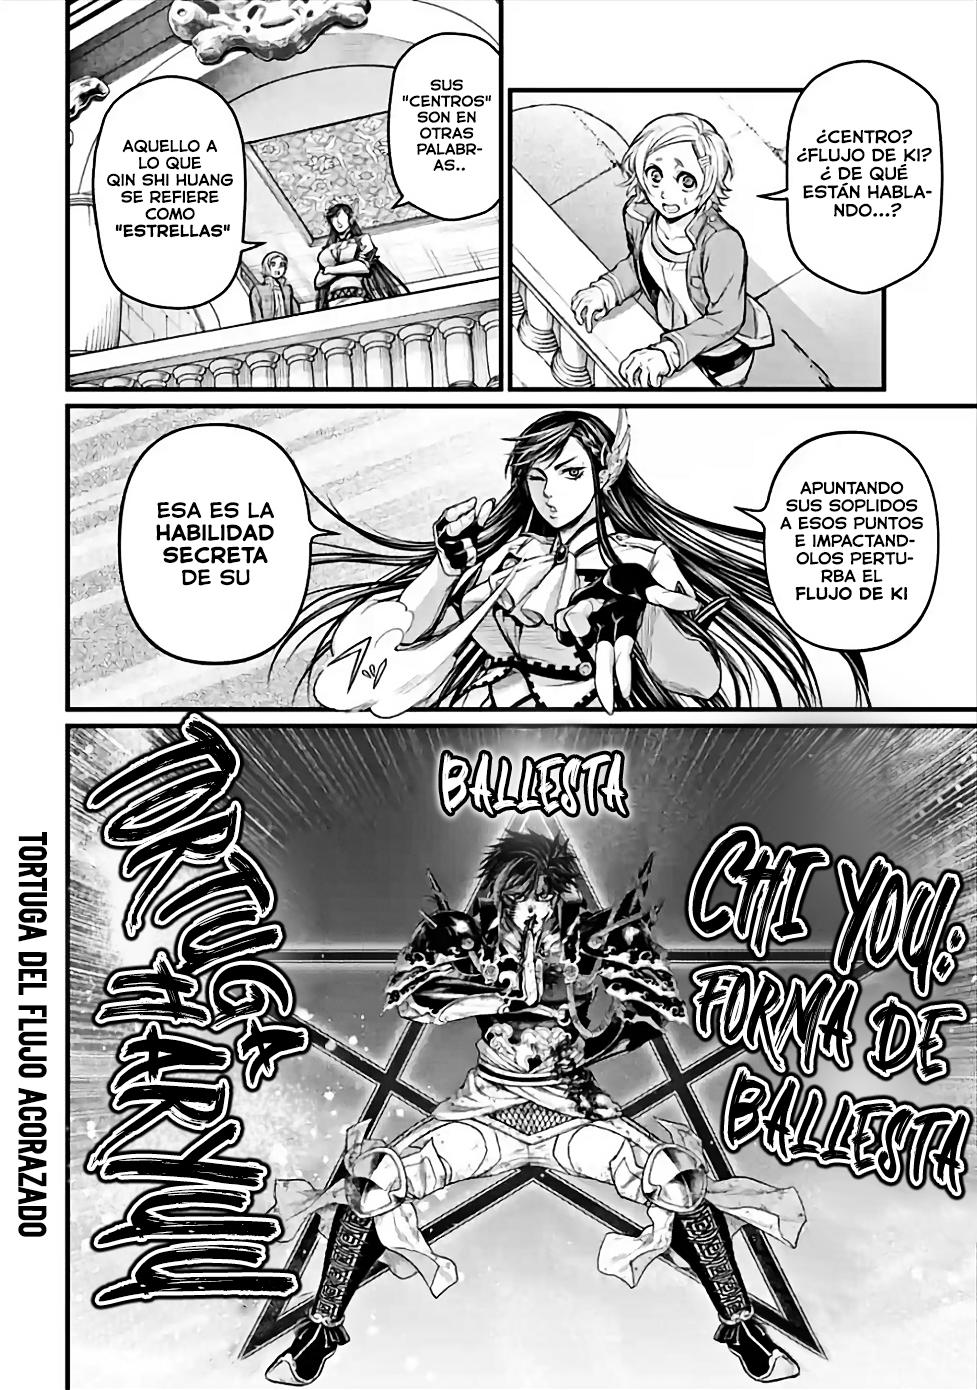 ¿CENTRO?
¿FLUJO DE KI?
¿ DE QUÉ
ESTÁN HABLA-
NDO...?
SUS
"CENTROS"
SON EN
OTRAS
PALABR-
AS..
AQUELLO A
LO QUE
QIN SHI HUANG
SE REFIERE
COMO
"ESTRELLAS"
APUNTANDO
SUS SOPLIDOS
A ESOS PUNTOS
E IMPACTAND-
OLOS PERTU-
RBA EL
FLUJO DE KI
ESA ES LA
HABILIDAD
SECRETA
DE SU
CHI YOU:
FORMA DE
BALLESTA
BALLESTA
TORTUGA
HARYUU
TORTUGA DEL FLUJO ACORAZADO